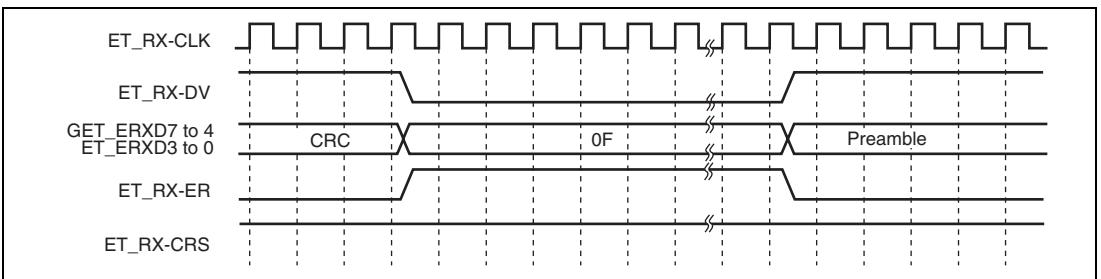 ET_RX-CLK
ET_RX-DV
GET_ERXD7 to 4
ET_ERXD3 to 0
CRC
0F
Preamble
ET_RX-ER
ET_RX-CRS